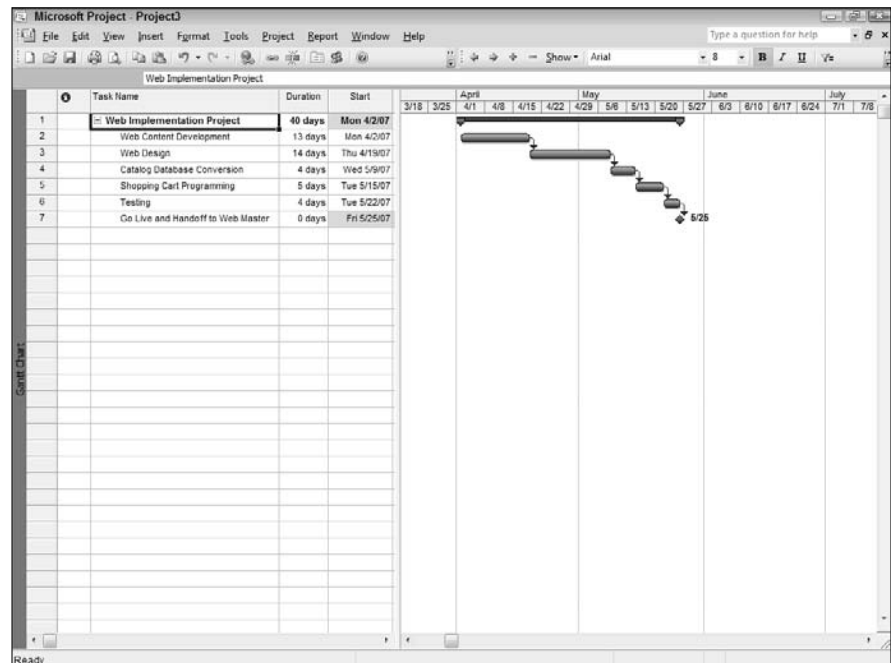 Microsoft Project - Project3
File Edit View Insert Format Tools Project Report Window Help
Type a question for help
Show Arial 8 B I U
Web Implementation Project
Task Name Duration Start
April May June July
3/18 3/25 4/1 4/8 4/15 4/22 4/29 5/6 5/13 5/20 5/27 6/3 6/10 6/17 6/24 7/1 7/8
1 Web Implementation Project 40 days Mon 4/2/07
2 Web Content Development 13 days Mon 4/2/07
3 Web Design 14 days Thu 4/19/07
4 Catalog Database Conversion 4 days Wed 5/9/07
5 Shopping Cart Programming 5 days Tue 5/15/07
6 Testing 4 days Tue 5/22/07
7 Go Live and Handoff to Web Master 0 days Fri 5/25/07
5/25
Gantt Chart
Ready